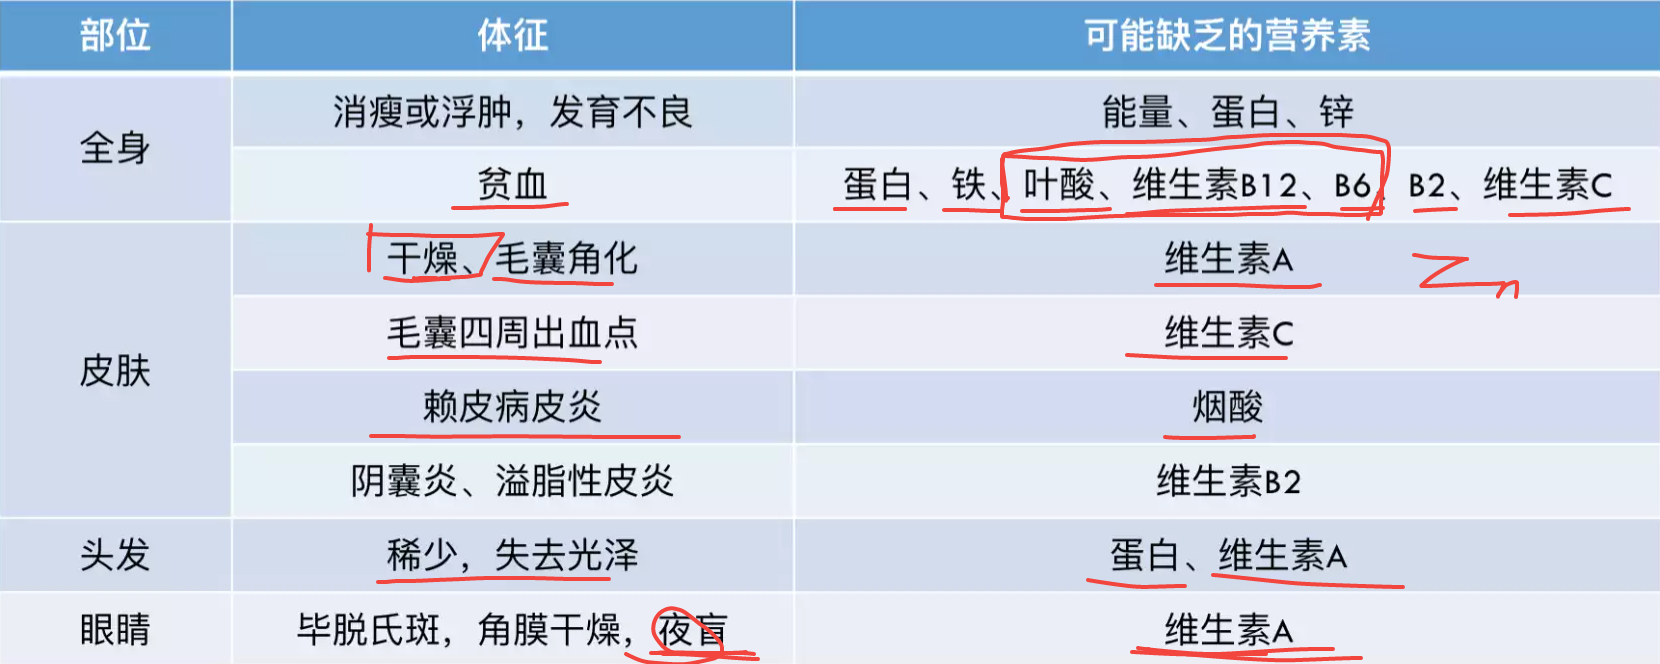 部位 体征 可能缺乏的营养素
全身 消瘦或浮肿，发育不良 能量、蛋白、锌
贫血 蛋白、铁、叶酸、维生素B12、B6、B2、维生素C
皮肤 干燥、毛囊角化 维生素A Zn
毛囊四周出血点 维生素C
赖皮病皮炎 烟酸
阴囊炎、溢脂性皮炎 维生素B2
头发 稀少，失去光泽 蛋白、维生素A
眼睛 毕脱氏斑，角膜干燥，夜盲 维生素A